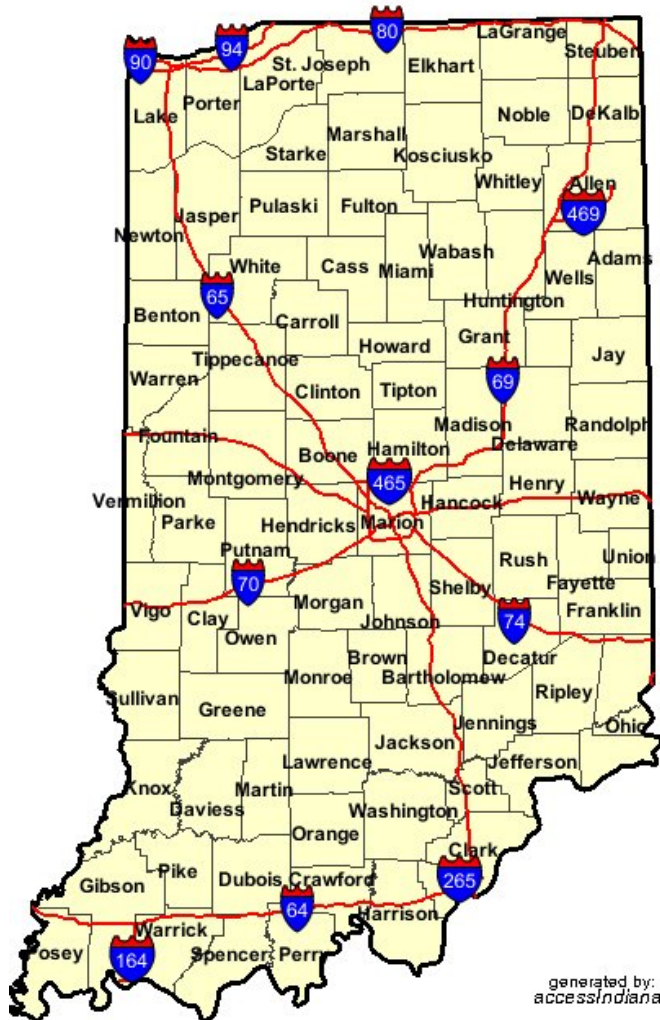 80
LaGrange
94
90
Steuben
St. Joseph
Elkhart
LaPorte
Porter
Lake
Noble
DeKalb
Marshall
Starke
Kosciusko
Whitley
Allen
469
Jasper
Pulaski
Fulton
Newton
Wabash
Adams
White
Cass
Miami
Wells
65
Huntington
Benton
Carroll
Grant
Howard
Jay
Tippecanoe
Warren
69
Clinton
Tipton
Madison
Randolph
Fountain
Boone
Hamilton
Delaware
Montgomery
465
Henry
Vermillion
Hancock
Wayne
Parke
Hendricks
Marion
Putnam
Rush
Union
70
Shelby
Fayette
Vigo
Morgan
Clay
Johnson
74
Franklin
Owen
Brown
Decatur
Monroe
Bartholomew
Sullivan
Ripley
Greene
Jennings
Ohio
Jackson
Lawrence
Jefferson
Knox
Martin
Scott
Daviess
Washington
Orange
Clark
Pike
Gibson
Dubois
Crawford
265
64
Harrison
Warrick
Posey
164
Spencer
Perry
generated by:
accessIndiana